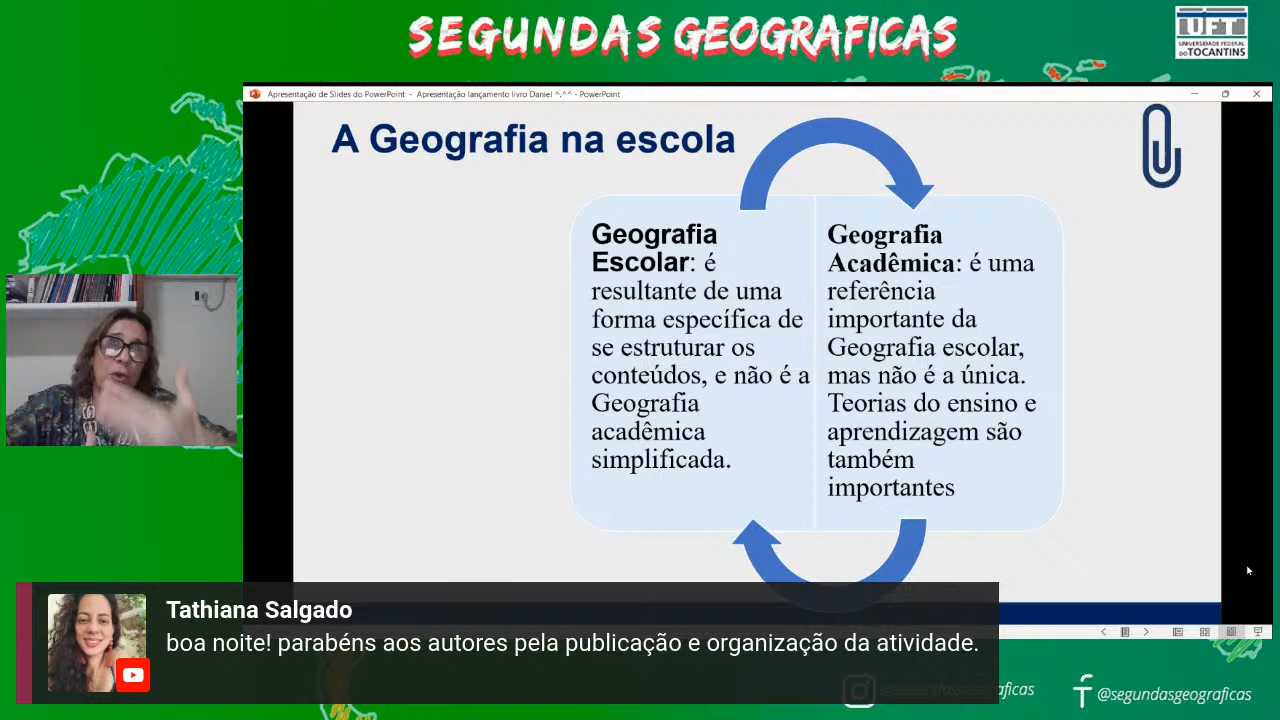 SEGUNDAS GEOGRAFICAS
UFT
UNIVERSIDADE FEDERAL
DO TOCANTINS
Apresentação de Slides do PowerPoint - Apresentação lançamento livro Daniel ^.^^ - PowerPoint
A Geografia na escola
Geografia
Escolar: é
resultante de uma
forma específica de
se estruturar os
conteúdos, e não é a
Geografia
acadêmica
simplificada.
Geografia
Acadêmica: é uma
referência
importante da
Geografia escolar,
mas não é a única.
Teorias do ensino e
aprendizagem são
também
importantes
Tathiana Salgado
boa noite! parabéns aos autores pela publicação e organização da atividade.
@segundasgeograficas
@segundasgeograficas